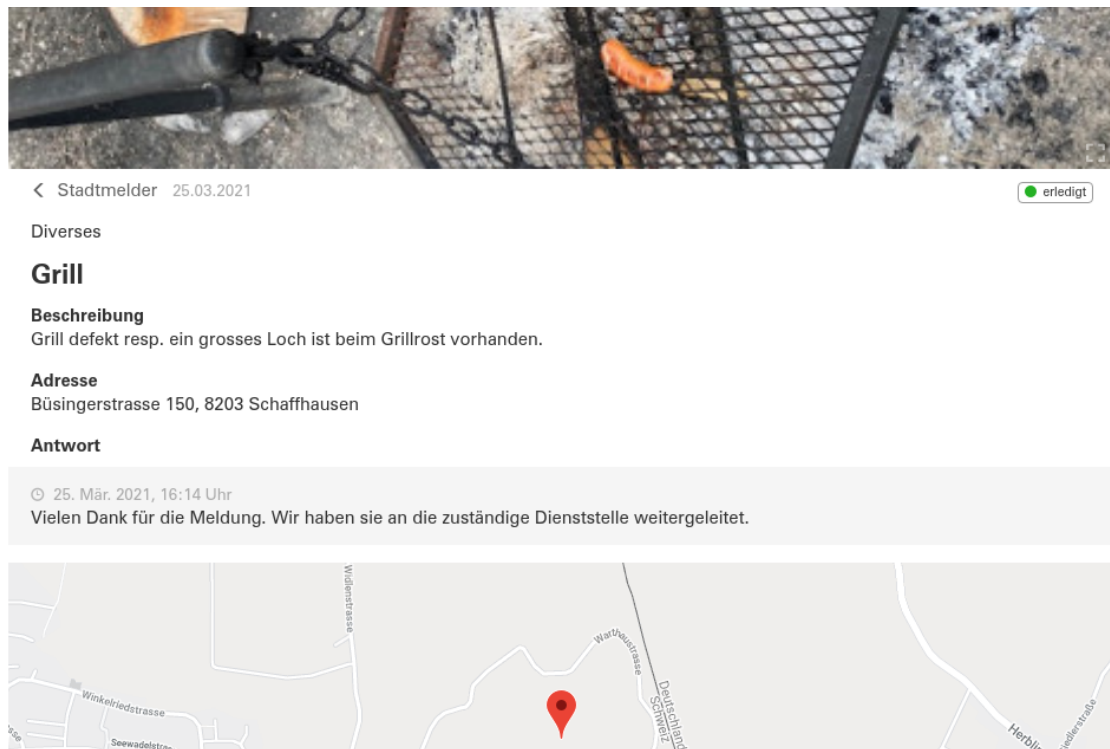 Stadtmelder 25.03.2021
erledigt
Diverses
Grill
Beschreibung
Grill defekt resp. ein grosses Loch ist beim Grillrost vorhanden.
Adresse
Büsingerstrasse 150, 8203 Schaffhausen
Antwort
25. Mär. 2021, 16:14 Uhr
Vielen Dank für die Meldung. Wir haben sie an die zuständige Dienststelle weitergeleitet.
Widlenstrasse
Warthaustrasse
Deutschland
Schweiz
Winkelriedstrasse